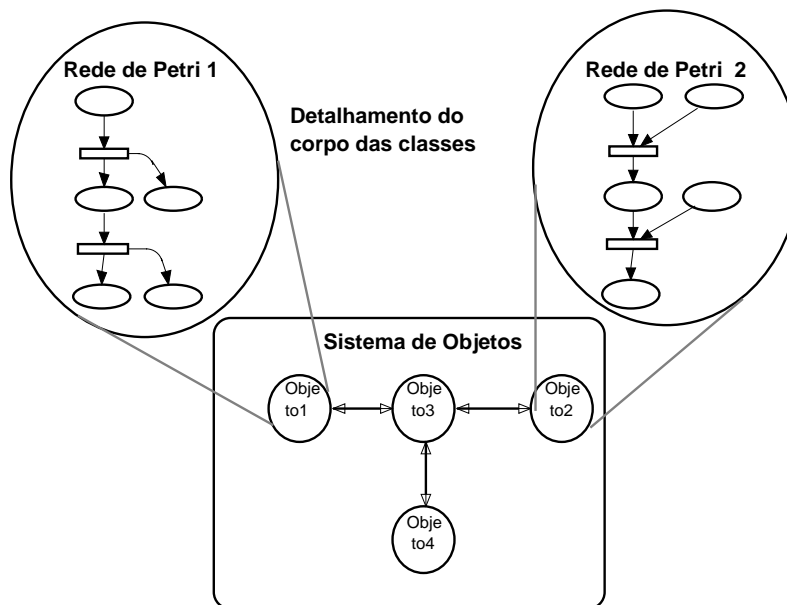 Rede de Petri 1
Rede de Petri 2
Detalhamento do
corpo das classes
Sistema de Objetos
Obje
to1
Obje
to3
Obje
to2
Obje
to4